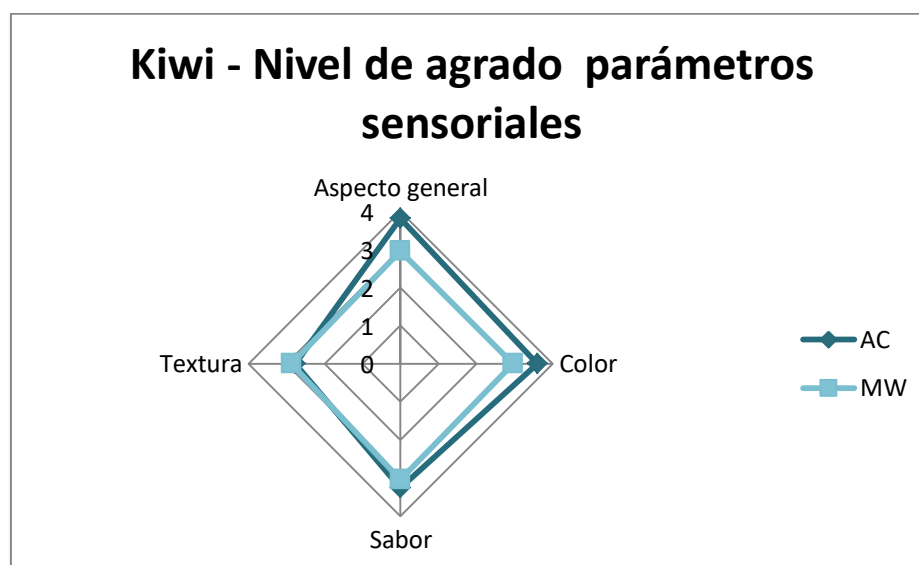 Kiwi - Nivel de agrado  parámetros
sensoriales
Aspecto general
4
3
2
1
0
Textura
Color
Sabor
AC
MW